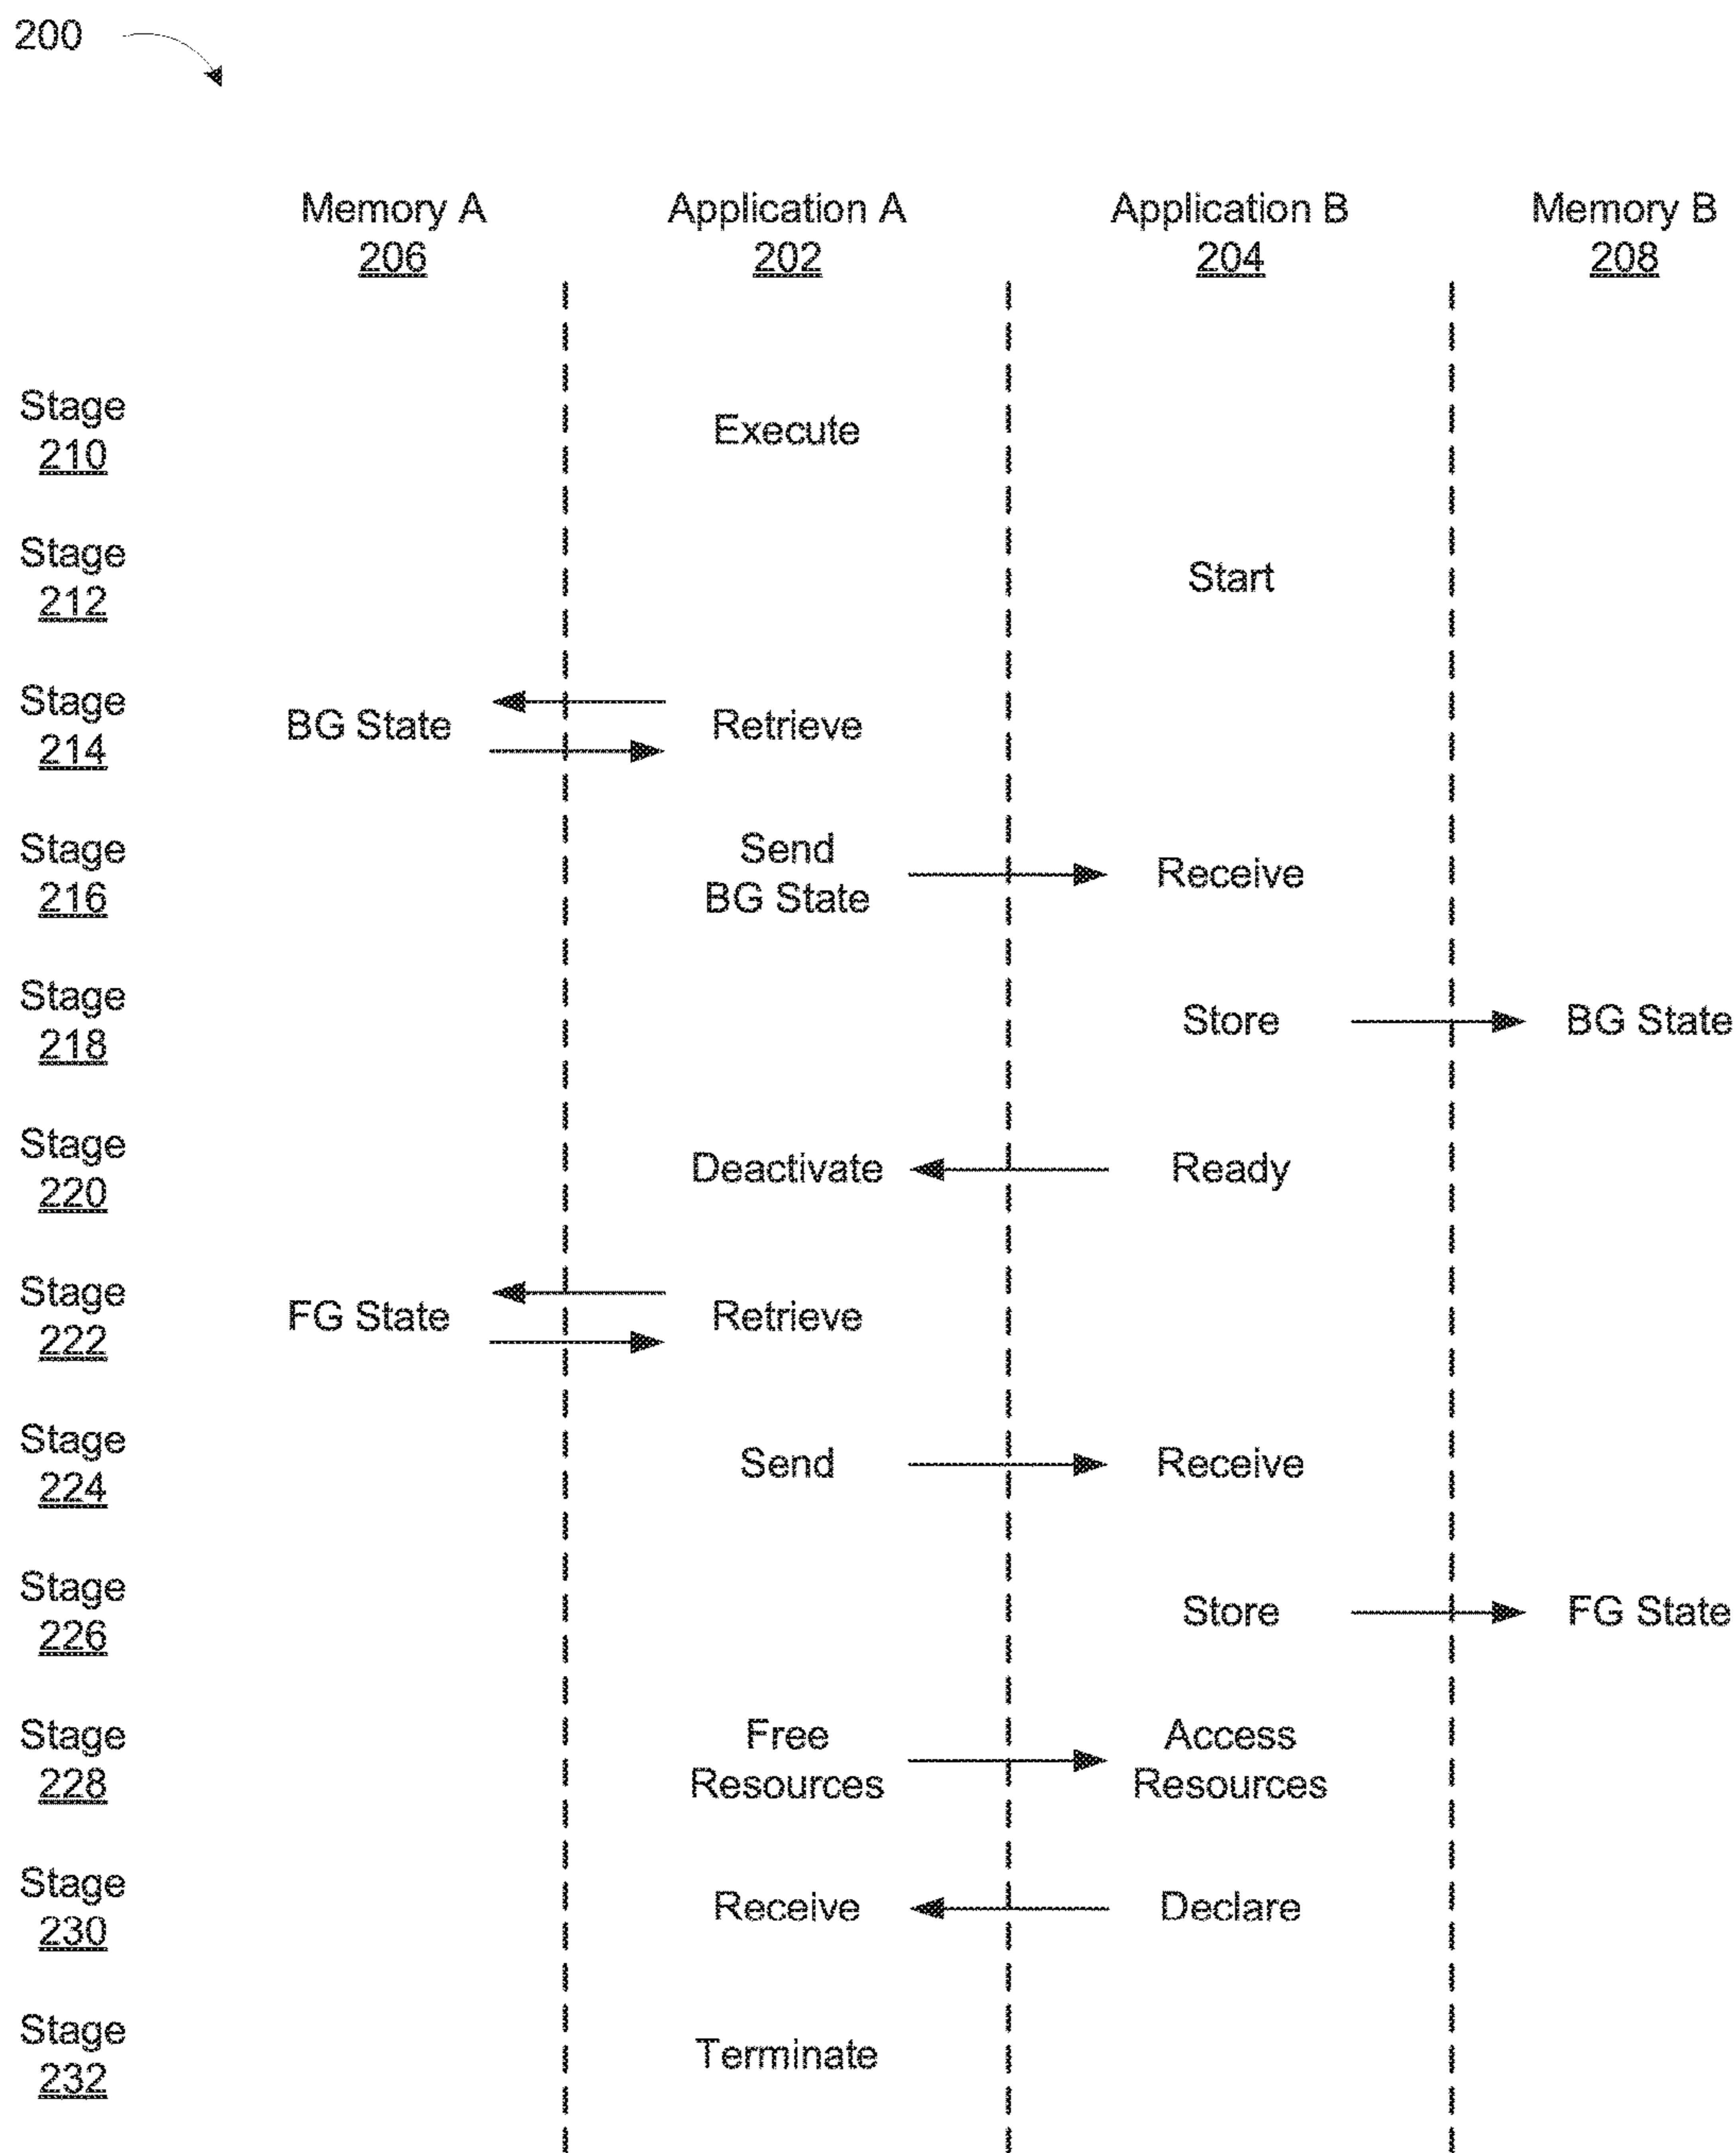 200
Memory A Application A Application B Memory B
206 202 204 208
Stage
210
Execute
Stage
212
Start
Stage
214
BG State Retrieve
Stage
216
Send
BG State
Receive
Stage
218
Store BG State
Stage
220
Deactivate Ready
Stage
222
FG State Retrieve
Stage
224
Send Receive
Stage
226
Store FG State
Stage
228
Free
Resources
Access
Resources
Stage
230
Receive Declare
Stage
232
Terminate